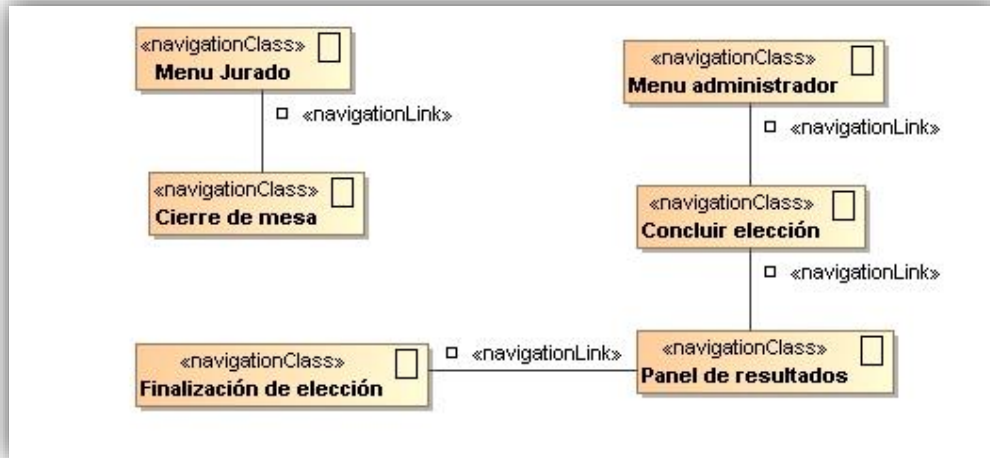 «navigationClass»
Menu Jurado
«navigationLink»
«navigationClass»
Cierre de mesa
«navigationClass»
Menu administrador
«navigationLink»
«navigationClass»
Concluir elección
«navigationLink»
«navigationClass»
Panel de resultados
«navigationLink»
«navigationClass»
Finalización de elección